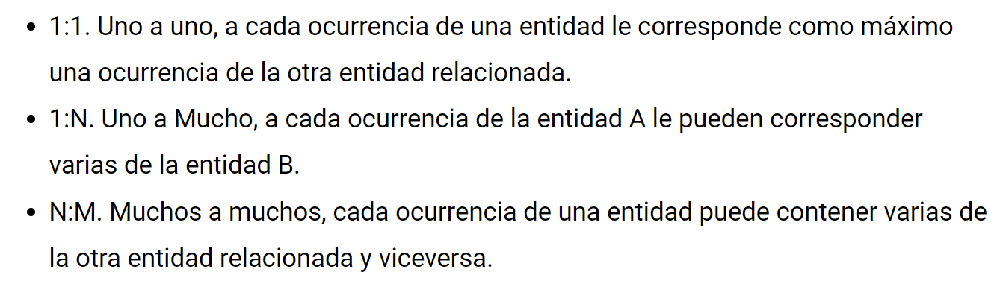 • 1:1. Uno a uno, a cada ocurrencia de una entidad le corresponde como máximo
una ocurrencia de la otra entidad relacionada.
• 1:N. Uno a Mucho, a cada ocurrencia de la entidad A le pueden corresponder
varias de la entidad B.
• N:M. Muchos a muchos, cada ocurrencia de una entidad puede contener varias de
la otra entidad relacionada y viceversa.